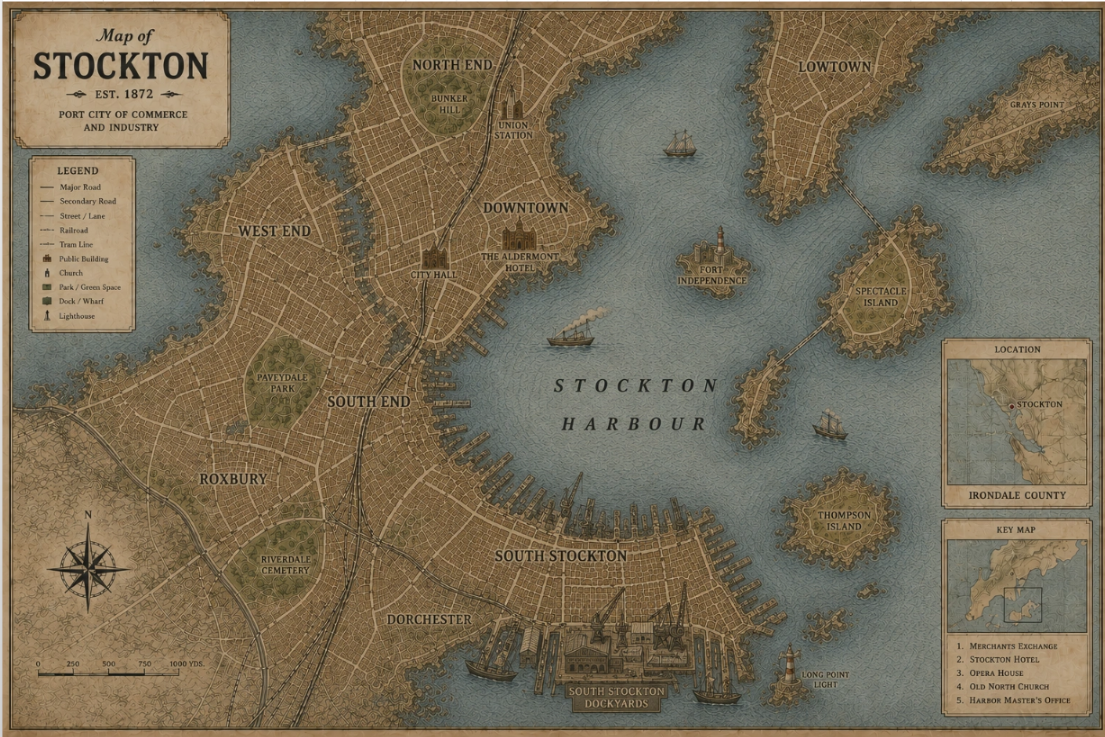 Map of
STOCKTON
EST. 1872
PORT CITY OF COMMERCE
AND INDUSTRY
LEGEND
Major Road
Secondary Road
Street / Lane
Railroad
Tram Line
Public Building
Church
Park / Green Space
Dock / Wharf
Lighthouse
NORTH END
BUNKER
HILL
UNION
STATION
LOWTOWN
GRAYS POINT
WEST END
DOWNTOWN
THE ALDERMONT
HOTEL
CITY HALL
FORT
INDEPENDENCE
SPECTACLE
ISLAND
PAVEYDALE
PARK
SOUTH END
STOCKTON
HARBOUR
ROXBURY
THOMPSON
ISLAND
SOUTH STOCKTON
RIVERDALE
CEMETERY
DORCHESTER
SOUTH STOCKTON
DOCKYARDS
LONG POINT
LIGHT
N
0 250 500 750 1000 YDS.
LOCATION
STOCKTON
IRONDALE COUNTY
KEY MAP
1. MERCHANTS EXCHANGE
2. STOCKTON HOTEL
3. OPERA HOUSE
4. OLD NORTH CHURCH
5. HARBOR MASTER'S OFFICE